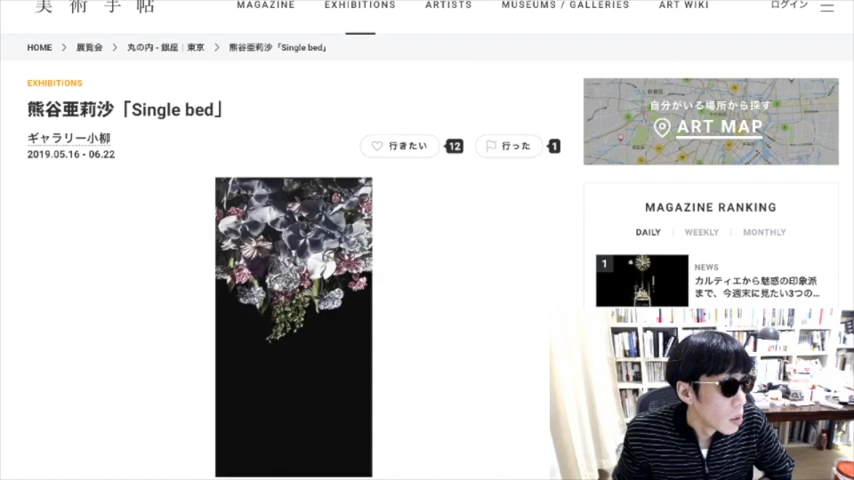 美術手帖
MAGAZINE EXHIBITIONS ARTISTS MUSEUMS / GALLERIES ART WIKI ログイン
HOME > 展覧会 > 丸の内 - 銀座｜東京 > 熊谷亜莉沙「Single bed」
EXHIBITIONS
熊谷亜莉沙「Single bed」
ギャラリー小柳
2019.05.16 - 06.22
行きたい 12 行った 1
自分がいる場所から探す
ART MAP
MAGAZINE RANKING
DAILY WEEKLY MONTHLY
1
NEWS
カルティエから魅惑の印象派
まで、今週末に見たい3つの...